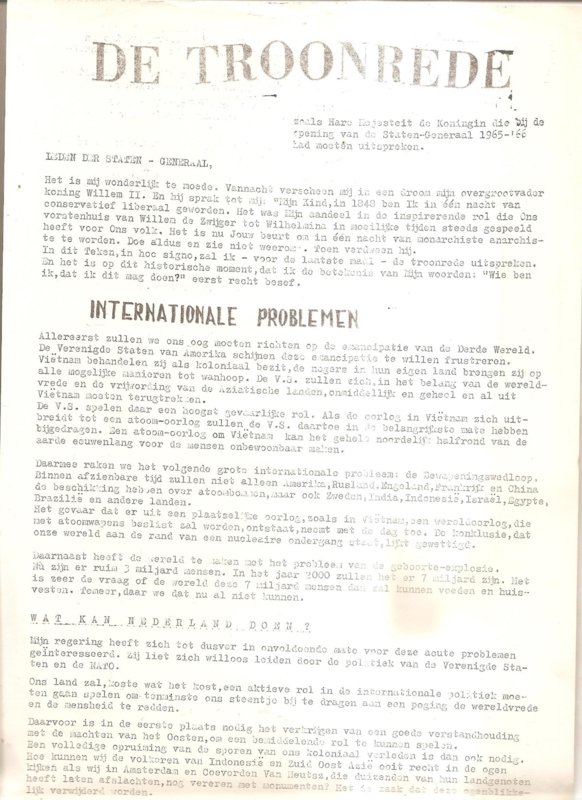 DE TROONREDE
zoals Hare Majesteit de Koningin die bij de
opening van de Staten-Generaal 1965-'66
had moeten uitspreken.
LEDEN DER STATEN - GENERAAL,
Het is mij wonderlijk te moede. Vannacht verscheen mij in een droom mijn overgrootvader
koning Willem II. En hij sprak tot mij: "Mijn Kind,in 1848 ben Ik in één nacht van
conservatief liberaal geworden. Het was Mijn aandeel in de inspirerende rol die Ons
vorstenhuis van Willem de Zwijger tot Wilhelmina in moeilijke tijden steeds gespeeld
heeft voor Ons volk. Het is nu Jouw beurt om in één nacht van monarchiste anarchis-
te te worden. Doe aldus en zie niet weerom". Toen verdween hij.
In dit Teken,in hoc signo,zal ik - voor de laatste maal - de troonrede uitspreken.
En het is op dit historische moment,dat ik de betekenis van Mijn woorden: "Wie ben
ik,dat ik dit mag doen?" eerst recht besef.
INTERNATIONALE PROBLEMEN
Allereerst zullen we ons oog moeten richten op de emancipatie van de Derde Wereld.
De Verenigde Staten van Amerika schijnen deze emancipatie te willen frustreren.
Viëtnam behandelen zij als koloniaal bezit,de negers in hun eigen land brengen zij op
alle mogelijke manieren tot wanhoop. De V.S. zullen zich,in het belang van de wereld-
vrede en de vrijwording van de Aziatische landen,onmiddellijk en geheel en al uit
Viëtnam moeten terugtrekken.
De V.S. spelen daar een hoogst gevaarlijke rol. Als de oorlog in Viëtnam zich uit-
breidt tot een atoom-oorlog zullen de V.S. daartoe in de belangrijkste mate hebben
bijgedragen. Een atoom-oorlog om Viëtnam kan het gehele noordelijk halfrond van de
aarde eeuwenlang voor de mensen onbewoonbaar maken.
Daarmee raken we het volgende grote internationale probleem: de Bewapeningswedloop.
Binnen afzienbare tijd zullen niet alleen Amerika,Rusland,Engeland,Frankrijk en China
de beschikking hebben over atoombommen,maar ook Zweden,India,Indonesië,Israël,Egypte,
Brazilië en andere landen.
Het gevaar dat er uit een plaatselijke oorlog,zoals in Viëtnam,een wereldoorlog,die
met atoomwapens beslist zal worden,ontstaat,neemt met de dag toe. De konklusie,dat
onze wereld aan de rand van een nucleaire ondergang staat,lijkt gewettigd.
Daarnaast heeft de wereld te maken met het probleem van de geboorte-explosie.
Nu zijn er ruim 3 miljard mensen. In het jaar 2000 zullen het er 7 miljard zijn. Het
is zeer de vraag of de wereld deze 7 miljard mensen dan zal kunnen voeden en huis-
vesten. Temeer,daar we dat nu al niet kunnen.
WAT KAN NEDERLAND DOEN?
Mijn regering heeft zich tot dusver in onvoldoende mate voor deze acute problemen
geïnteresseerd. Zij liet zich willoos leiden door de politiek van de Verenigde Sta-
ten en de NATO.
Ons land zal,koste wat het kost,een aktieve rol in de internationale politiek moe-
ten gaan spelen om tenminste ons steentje bij te dragen aan een poging de wereldvrede
en de mensheid te redden.
Daarvoor is in de eerste plaats nodig het verkrijgen van een goede verstandhouding
met de machten van het Oosten,om een bemiddelende rol te kunnen spelen.
Een volledige opruiming van de sporen van ons koloniaal verleden is dan ook nodig.
Hoe kunnen wij de volkeren van Indonesië en Zuid Oost Azië ooit recht in de ogen
kijken als wij in Amsterdam en Coevorden Van Heutsz,die duizenden van hun landgenoten
heeft laten afslachten,nog vereren met monumenten? Het is zaak dat deze ogenblikke-
lijk verwijderd worden.